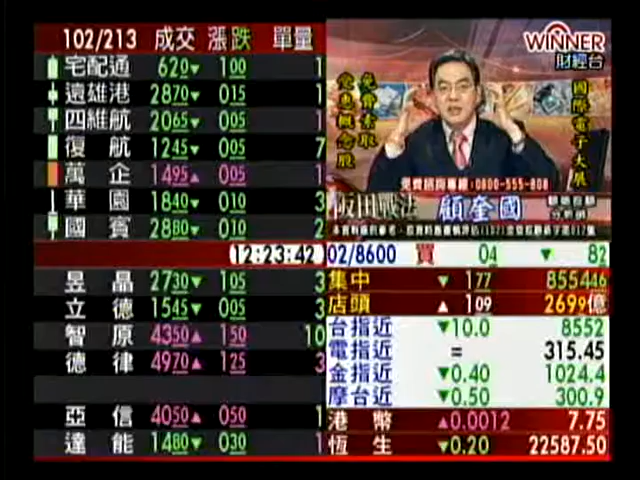 102/213 成交 漲跌 單量
宅配通 620▼ 100 1
遠雄港 2870▼ 015 1
四維航 2065▼ 005 1
復航 1245▼ 005 7
萬企 1495▲ 005 1
華園 1840▼ 010 3
國賓 2880▼ 010 2
WINNER
財經台
免費索取
受惠概念股
國際電子大展
免費諮詢專線:0800-555-808
阪田戰法 顧奎國
12:23:42 02/8600 買 04 ▼ 82
昱晶 2730▼ 105 3
立德 1545▼ 005 3
智原 4350▲ 150 10
德律 4970▲ 125 3
亞信 4050▲ 050 1
達能 1480▼ 030 1
集中 ▼ 177 855446
店頭 ▲ 109 2699億
台指近 ▼10.0 8552
電指近 = 315.45
金指近 ▼0.40 1024.4
摩台近 ▼0.50 300.9
港幣 ▲0.0012 7.75
恆生 ▼0.20 22587.50